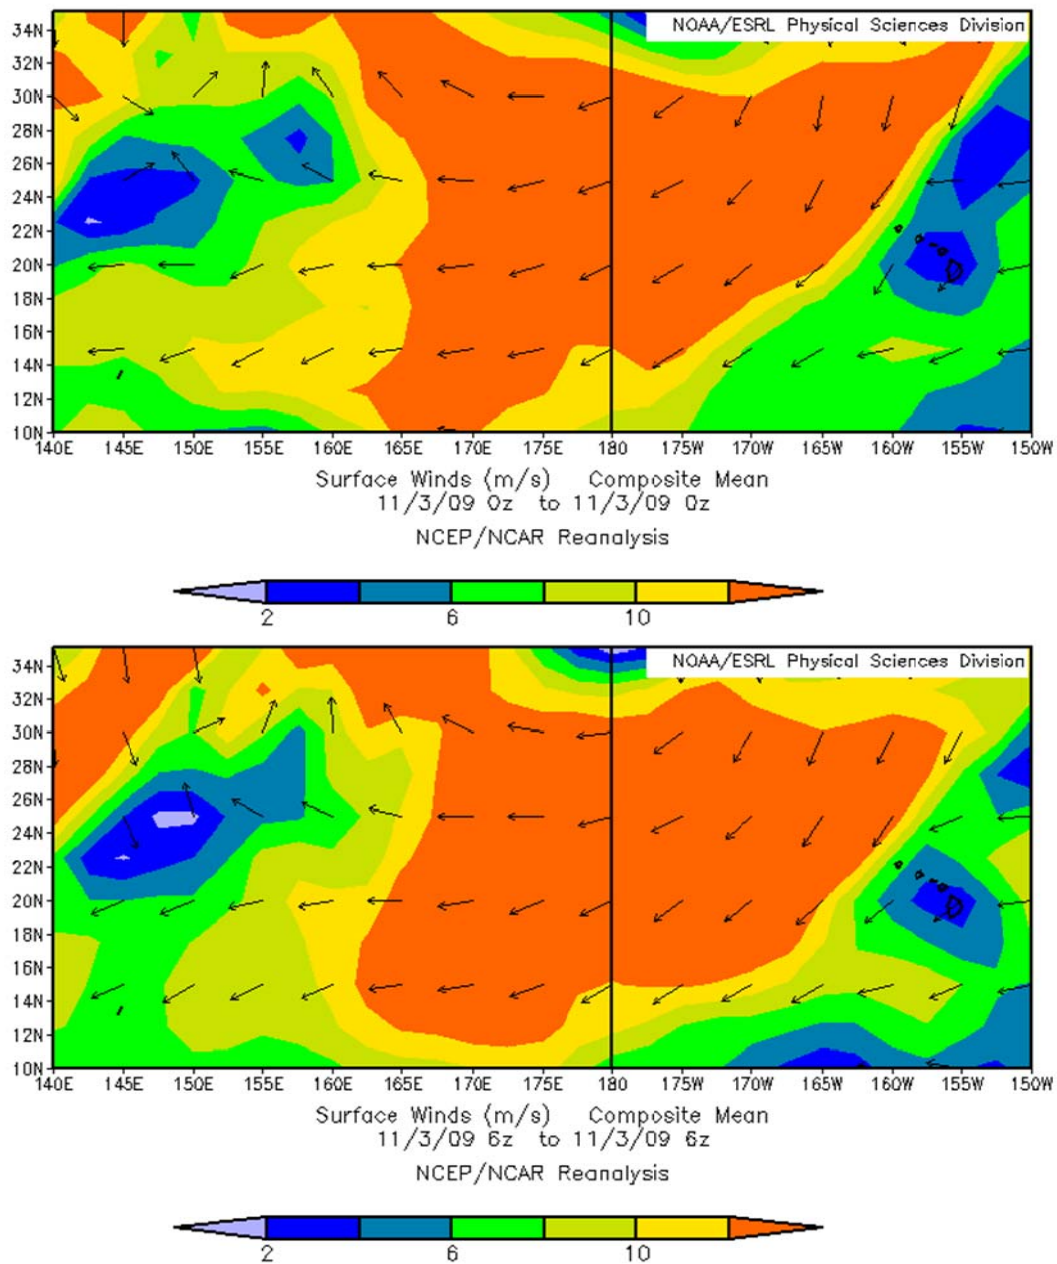 NOAA/ESRL Physical Sciences Division
34N
32N
30N
28N
26N
24N
22N
20N
18N
16N
14N
12N
10N
140E 145E 150E 155E 160E 165E 170E 175E 180 175W 170W 165W 160W 155W 150W
Surface Winds (m/s) Composite Mean
11/3/09 0z to 11/3/09 0z
NCEP/NCAR Reanalysis
2 6 10
NOAA/ESRL Physical Sciences Division
34N
32N
30N
28N
26N
24N
22N
20N
18N
16N
14N
12N
10N
140E 145E 150E 155E 160E 165E 170E 175E 180 175W 170W 165W 160W 155W 150W
Surface Winds (m/s) Composite Mean
11/3/09 6z to 11/3/09 6z
NCEP/NCAR Reanalysis
2 6 10